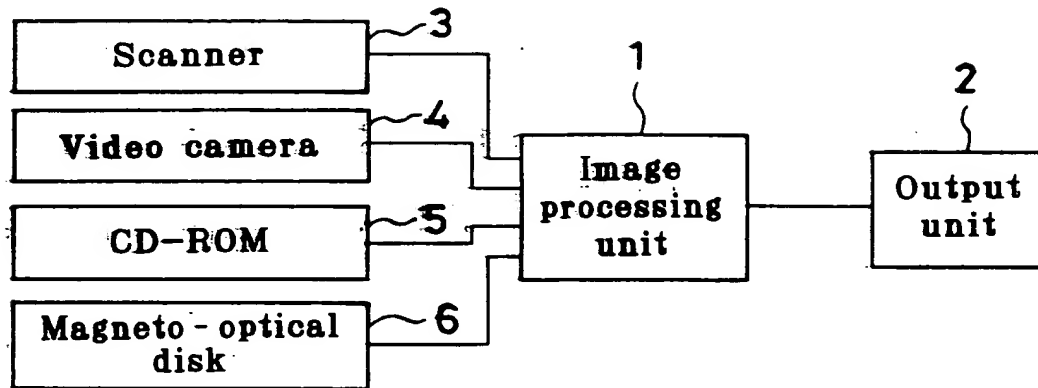 Scanner
3
Video camera
4
CD-ROM
5
Magneto-optical
disk
6
1
Image
processing
unit
2
Output
unit